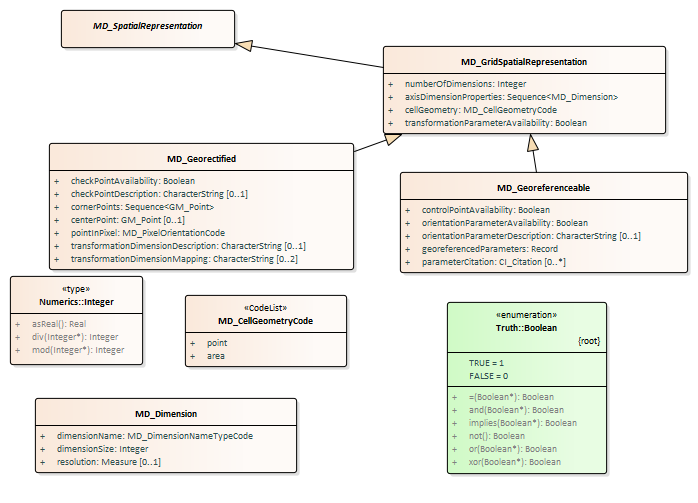 MD_SpatialRepresentation
MD_GridSpatialRepresentation
+ numberOfDimensions: Integer
+ axisDimensionProperties: Sequence<MD_Dimension>
+ cellGeometry: MD_CellGeometryCode
+ transformationParameterAvailability: Boolean
MD_Georectified
+ checkPointAvailability: Boolean
+ checkPointDescription: CharacterString [0..1]
+ cornerPoints: Sequence<GM_Point>
+ centerPoint: GM_Point [0..1]
+ pointInPixel: MD_PixelOrientationCode
+ transformationDimensionDescription: CharacterString [0..1]
+ transformationDimensionMapping: CharacterString [0..2]
MD_Georeferenceable
+ controlPointAvailability: Boolean
+ orientationParameterAvailability: Boolean
+ orientationParameterDescription: CharacterString [0..1]
+ georeferencedParameters: Record
+ parameterCitation: CI_Citation [0..*]
«type»
Numerics::Integer
+ asReal(): Real
+ div(Integer*): Integer
+ mod(Integer*): Integer
«CodeList»
MD_CellGeometryCode
+ point
+ area
«enumeration»
Truth::Boolean
{root}
TRUE = 1
FALSE = 0
+ =(Boolean*): Boolean
+ and(Boolean*): Boolean
+ implies(Boolean*): Boolean
+ not(): Boolean
+ or(Boolean*): Boolean
+ xor(Boolean*): Boolean
MD_Dimension
+ dimensionName: MD_DimensionNameTypeCode
+ dimensionSize: Integer
+ resolution: Measure [0..1]